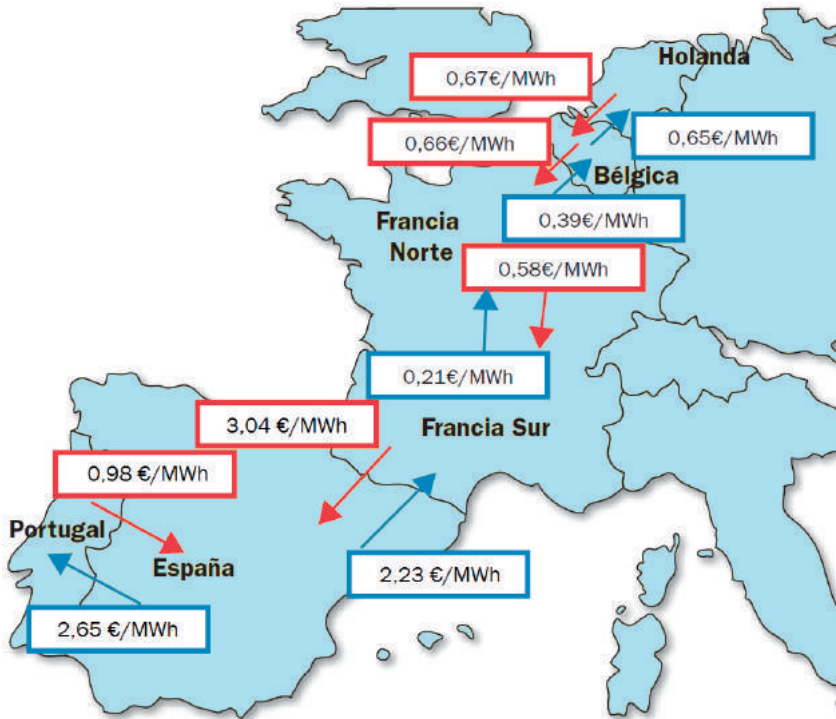 Holanda
0,67€/MWh
0,66€/MWh
0,65€/MWh
Bélgica
0,39€/MWh
Francia
Norte
0,58€/MWh
0,21€/MWh
3,04 €/MWh
Francia Sur
0,98 €/MWh
Portugal
España
2,23 €/MWh
2,65 €/MWh